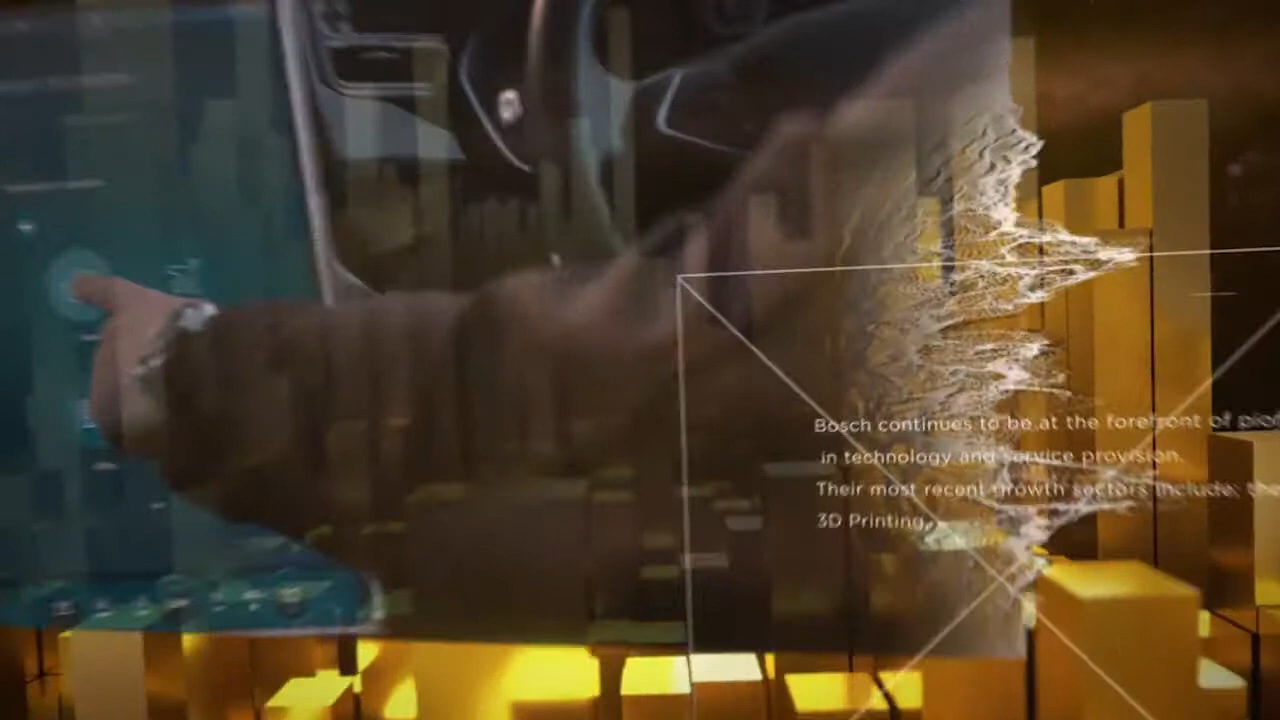 Bosch continues to be at the forefront of
in technology and service provision.
Their most recent growth sectors include:
3D Printing,